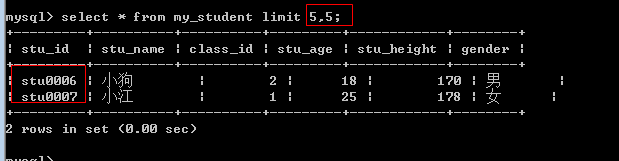 mysql> select * from my_student limit 5,5;
+---------+----------+----------+---------+------------+--------+
| stu_id | stu_name | class_id | stu_age | stu_height | gender |
+---------+----------+----------+---------+------------+--------+
| stu0006 | 小狗 | 2 | 18 | 170 | 男 |
| stu0007 | 小江 | 1 | 25 | 178 | 女 |
+---------+----------+----------+---------+------------+--------+
2 rows in set (0.00 sec)
mysql>